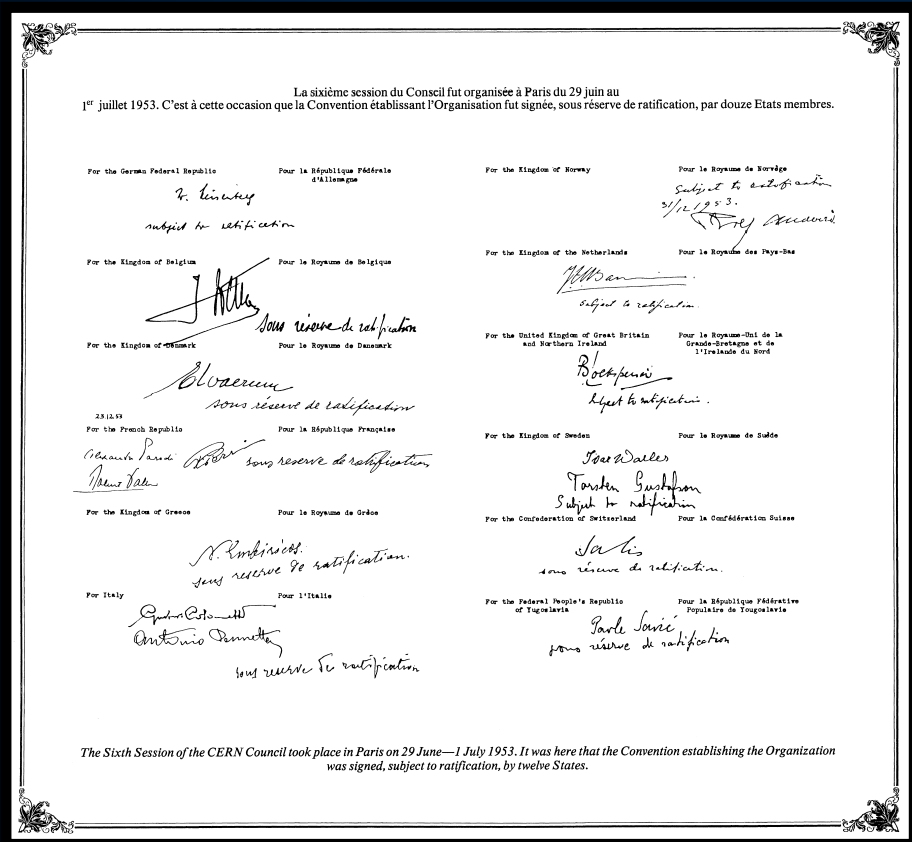 La sixième session du Conseil fut organisée à Paris du 29 juin au
1er juillet 1953. C'est à cette occasion que la Convention établissant l'Organisation fut signée, sous réserve de ratification, par douze Etats membres.
For the German Federal Republic
Pour la République Fédérale
d'Allemagne
W. Heisenberg
subject to ratification
For the Kingdom of Belgium
Pour le Royaume de Belgique
sous réserve de ratification
For the Kingdom of Denmark
Pour le Royaume de Danemark
sous réserve de ratification
23.12.53
For the French Republic
Pour la République Française
Alexandre Parodi
sous reserve de ratification
For the Kingdom of Greece
Pour le Royaume de Grèce
N. Embiricos.
sous reserve de ratification.
For Italy
Pour l'Italie
Gustavo Colonnetti
Antonio Pennetta
sous reserve de ratification
For the Kingdom of Norway
Pour le Royaume de Norvège
Subject to ratification
31/12 1953.
For the Kingdom of the Netherlands
Pour le Royaume des Pays-Bas
subject to ratification.
For the United Kingdom of Great Britain
and Northern Ireland
Pour le Royaume-Uni de la
Grande-Bretagne et de
l'Irelande du Nord
subject to ratification.
For the Kingdom of Sweden
Pour le Royaume de Suède
Ivar Waller
Torsten Gustafson
Subject to ratification
For the Confederation of Switzerland
Pour la Confédération Suisse
Salis
sous réserve de ratification.
For the Federal People's Republic
of Yugoslavia
Pour la République Fédérative
Populaire de Yougoslavie
Pavle Savić
sous réserve de ratification
The Sixth Session of the CERN Council took place in Paris on 29 June—1 July 1953. It was here that the Convention establishing the Organization
was signed, subject to ratification, by twelve States.